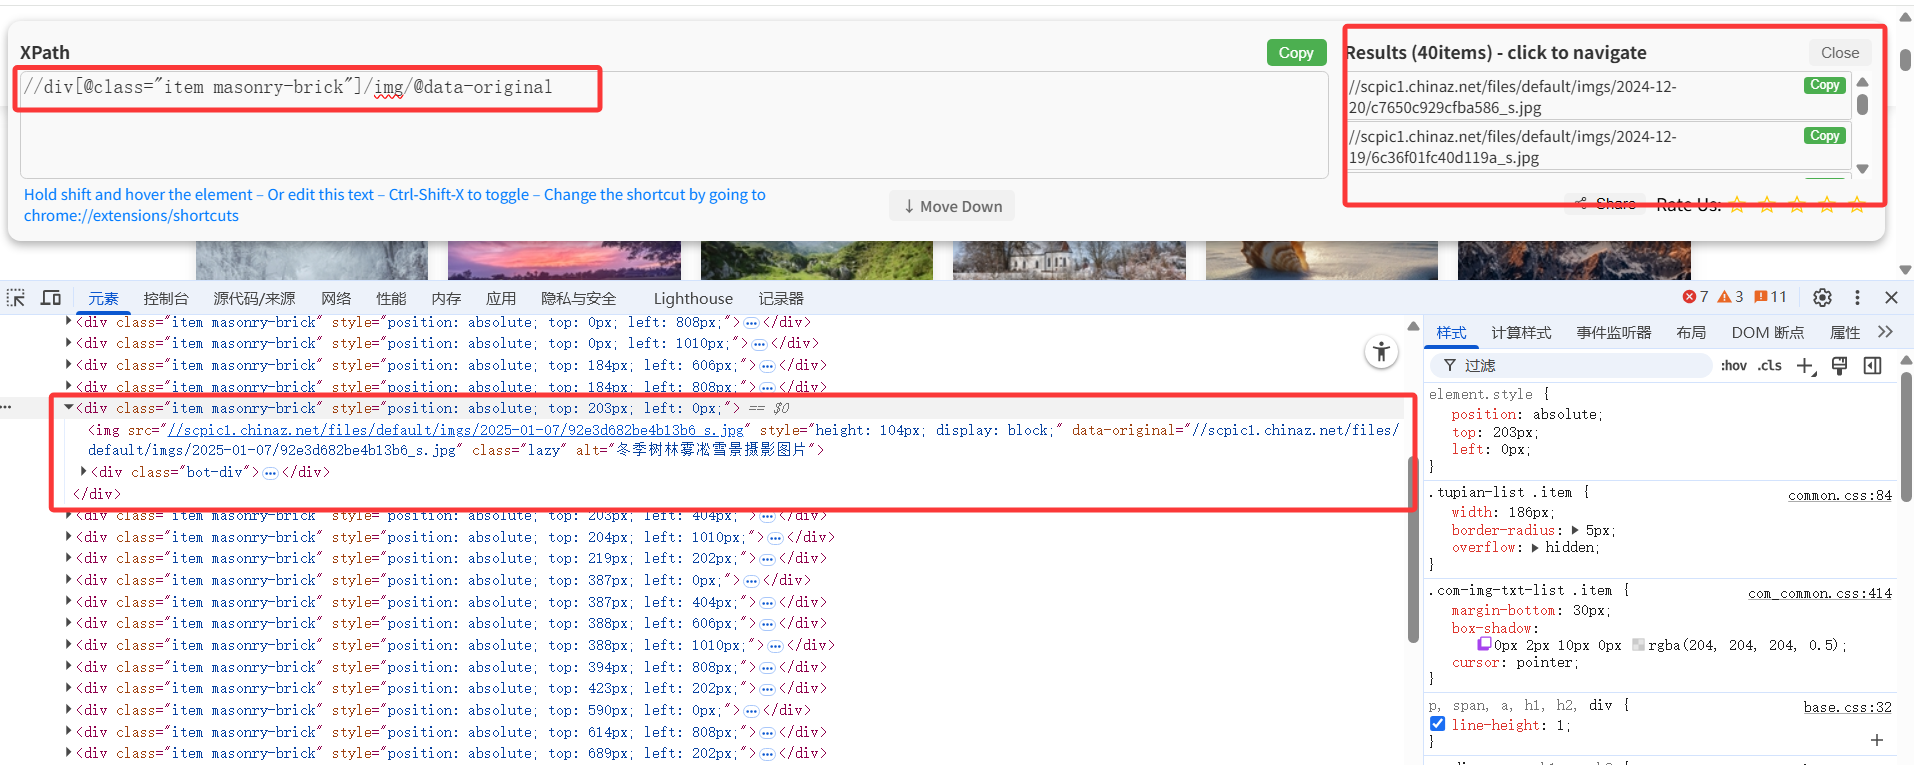 XPath
Copy
Results (40items) - click to navigate
Close
//div[@class="item masonry-brick"]/img/@data-original
//scpic1.chinaz.net/files/default/imgs/2024-12-
20/c7650c929cfba586_s.jpg
Copy
//scpic1.chinaz.net/files/default/imgs/2024-12-
19/6c36f01fc40d119a_s.jpg
Copy
Hold shift and hover the element – Or edit this text – Ctrl-Shift-X to toggle – Change the shortcut by going to
chrome://extensions/shortcuts
↓ Move Down
Share
Rate Us:
元素 控制台 源代码/来源 网络 性能 内存 应用 隐私与安全 Lighthouse 记录器
7 3 11
<div class="item masonry-brick" style="position: absolute; top: 0px; left: 808px;">…</div>
<div class="item masonry-brick" style="position: absolute; top: 0px; left: 1010px;">…</div>
<div class="item masonry-brick" style="position: absolute; top: 184px; left: 606px;">…</div>
<div class="item masonry-brick" style="position: absolute; top: 184px; left: 808px;">…</div>
<div class="item masonry-brick" style="position: absolute; top: 203px; left: 0px;"> == $0
<img src="//scpic1.chinaz.net/files/default/imgs/2025-01-07/92e3d682be4b13b6_s.jpg" style="height: 104px; display: block;" data-original="//scpic1.chinaz.net/files/
default/imgs/2025-01-07/92e3d682be4b13b6_s.jpg" class="lazy" alt="冬季树林雾凇雪景摄影图片">
<div class="bot-div">…</div>
</div>
<div class="item masonry-brick" style="position: absolute; top: 203px; left: 404px;">…</div>
<div class="item masonry-brick" style="position: absolute; top: 204px; left: 1010px;">…</div>
<div class="item masonry-brick" style="position: absolute; top: 219px; left: 202px;">…</div>
<div class="item masonry-brick" style="position: absolute; top: 387px; left: 0px;">…</div>
<div class="item masonry-brick" style="position: absolute; top: 387px; left: 404px;">…</div>
<div class="item masonry-brick" style="position: absolute; top: 388px; left: 606px;">…</div>
<div class="item masonry-brick" style="position: absolute; top: 388px; left: 1010px;">…</div>
<div class="item masonry-brick" style="position: absolute; top: 394px; left: 808px;">…</div>
<div class="item masonry-brick" style="position: absolute; top: 423px; left: 202px;">…</div>
<div class="item masonry-brick" style="position: absolute; top: 590px; left: 0px;">…</div>
<div class="item masonry-brick" style="position: absolute; top: 614px; left: 808px;">…</div>
<div class="item masonry-brick" style="position: absolute; top: 689px; left: 202px;">…</div>
样式 计算样式 事件监听器 布局 DOM 断点 属性
过滤
:hov .cls
element.style {
position: absolute;
top: 203px;
left: 0px;
}
.tupian-list .item {
common.css:84
width: 186px;
border-radius: 5px;
overflow: hidden;
}
.com-img-txt-list .item {
com_common.css:414
margin-bottom: 30px;
box-shadow:
0px 2px 10px 0px rgba(204, 204, 204, 0.5);
cursor: pointer;
}
p, span, a, h1, h2, div {
base.css:32
line-height: 1;
}